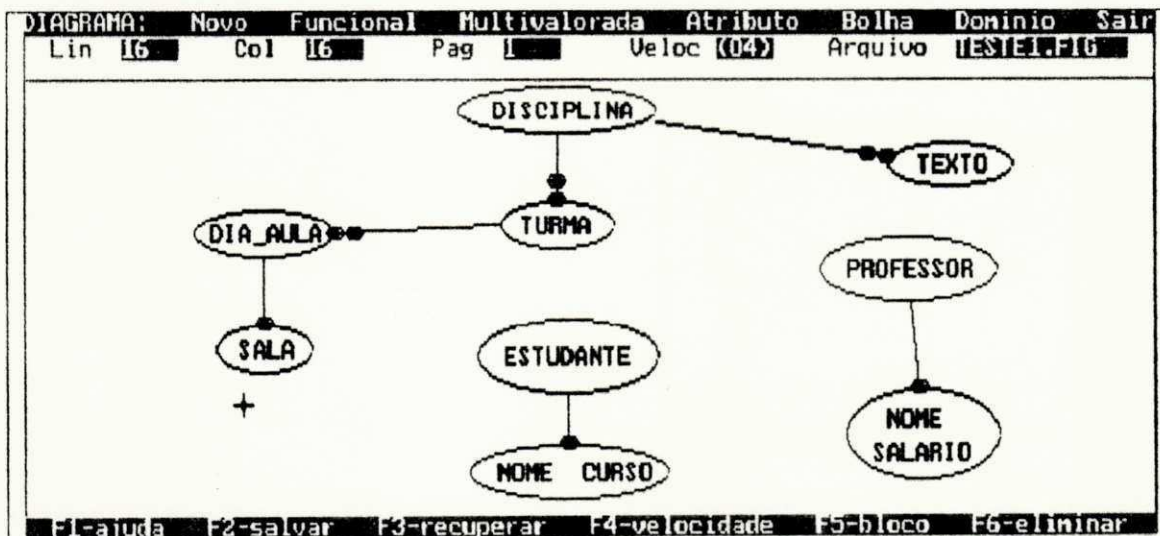 DIAGRAMA: Novo Funcional Multivalorada Atributo Bolha Dominio Sair
Lin 16 Col 16 Pag 1 Veloc (04) Arquivo TESTE1.FIG
DISCIPLINA
TEXTO
DIA_AULA
TURMA
PROFESSOR
SALA
ESTUDANTE
NOME
SALARIO
NOME CURSO
F1-ajuda F2-salvar F3-recuperar F4-velocidade F5-bloco F6-eliminar